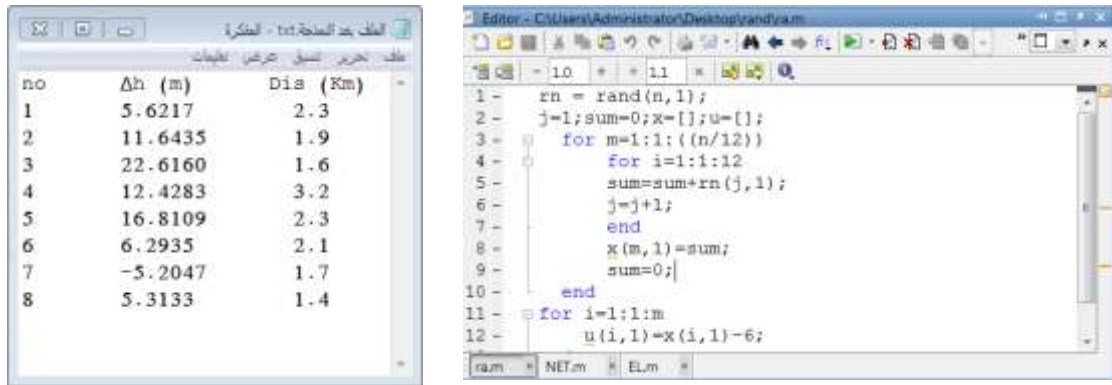 الملف بعد المنتجة.txt - المفكرة
ملف تحرير تنسيق عرض تعليمات
no Δh (m) Dis (Km)
1 5.6217 2.3
2 11.6435 1.9
3 22.6160 1.6
4 12.4283 3.2
5 16.8109 2.3
6 6.2935 2.1
7 -5.2047 1.7
8 5.3133 1.4
Editor - C:\Users\Administrator\Desktop\rand\ra.m
- 1.0 + ÷ 1.1 ×
1 - rn = rand(n,1);
2 - j=1;sum=0;x=[];u=[];
3 - for m=1:1:((n/12))
4 - for i=1:1:12
5 - sum=sum+rn(j,1);
6 - j=j+1;
7 - end
8 - x(m,1)=sum;
9 - sum=0;
10 - end
11 - for i=1:1:m
12 - u(i,1)=x(i,1)-6;
ra.m × NET.m × EL.m ×